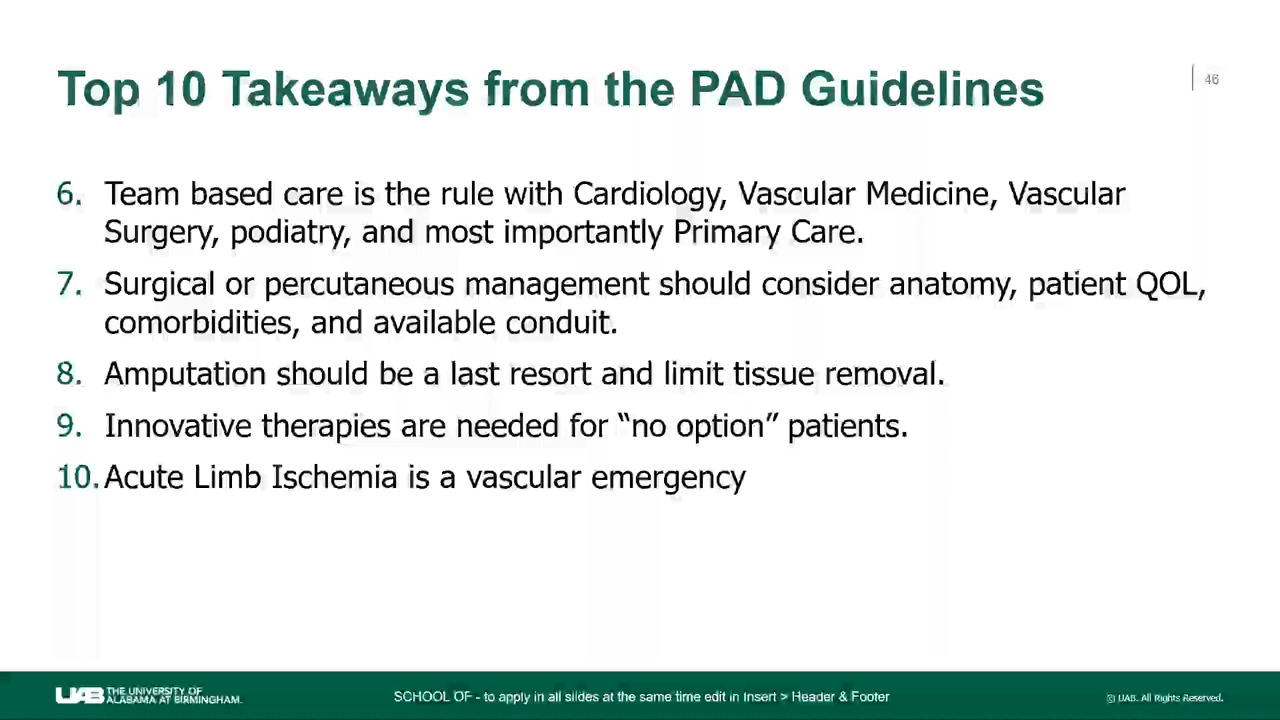 Top 10 Takeaways from the PAD Guidelines
46
6. Team based care is the rule with Cardiology, Vascular Medicine, Vascular
Surgery, podiatry, and most importantly Primary Care.
7. Surgical or percutaneous management should consider anatomy, patient QOL,
comorbidities, and available conduit.
8. Amputation should be a last resort and limit tissue removal.
9. Innovative therapies are needed for “no option” patients.
10. Acute Limb Ischemia is a vascular emergency
UAB THE UNIVERSITY OF
ALABAMA AT BIRMINGHAM.
SCHOOL OF - to apply in all slides at the same time edit in Insert > Header & Footer
© UAB. All Rights Reserved.